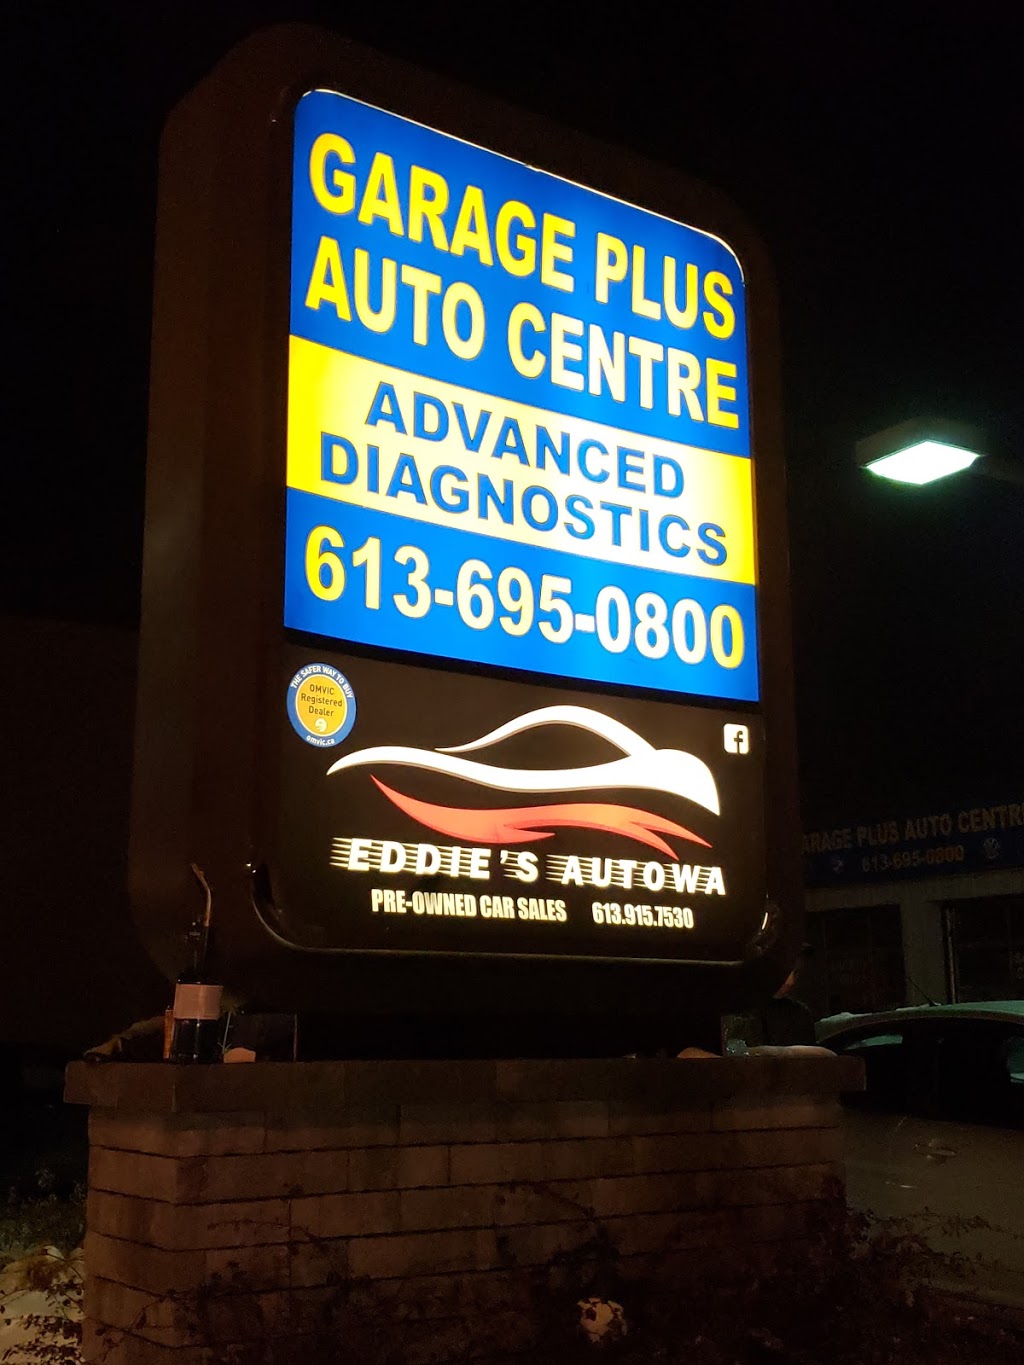 GARAGE PLUS
AUTO CENTRE
ADVANCED
DIAGNOSTICS
613-695-0800
THE SAFER WAY TO BUY
OMVIC
Registered
Dealer
omvic.ca
f
EDDIE'S AUTOWA
PRE-OWNED CAR SALES 613.915.7530
ARAGE PLUS AUTO CENTR
613-695-0800